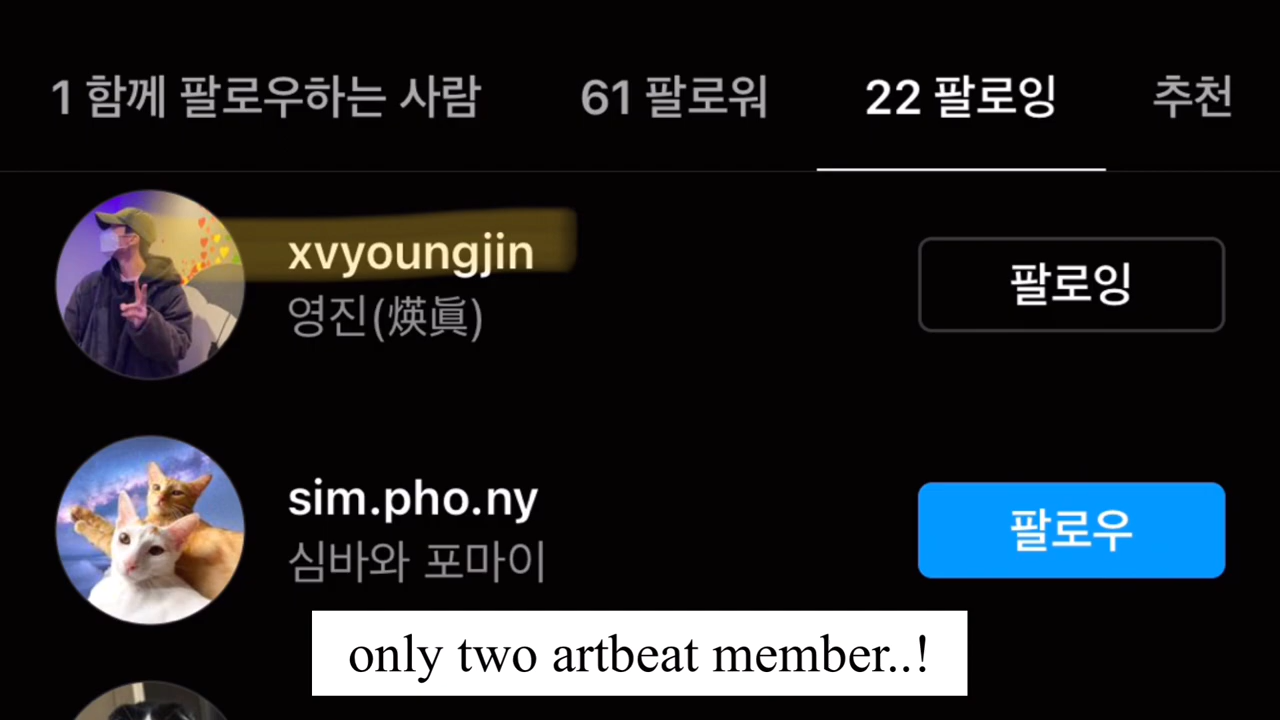 1 함께 팔로우하는 사람 61 팔로워 22 팔로잉 추천
xvyoungjin
영진(煐眞)
팔로잉
sim.pho.ny
심바와 포마이
팔로우
only two artbeat member..!